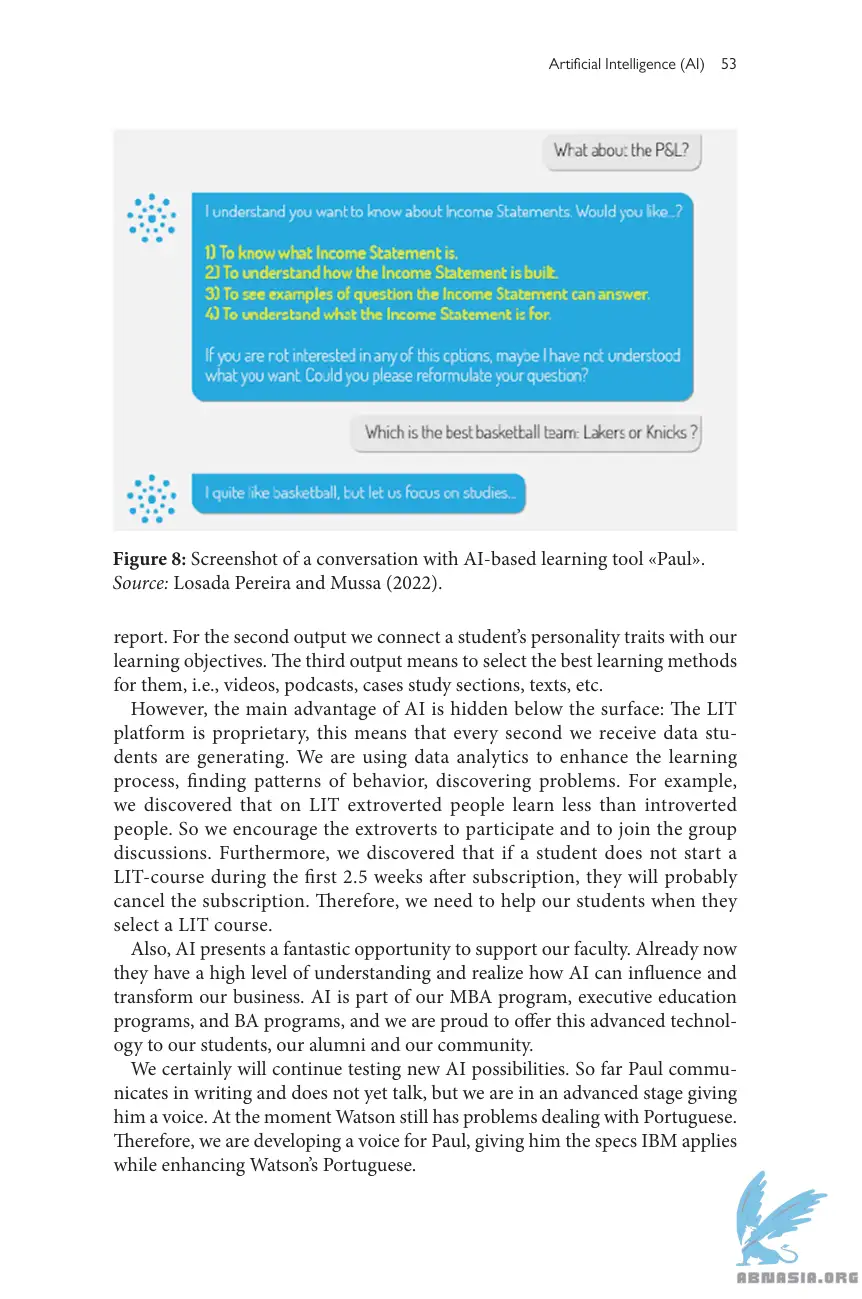 Artificial Intelligence (AI) 53
What about the P&L?
I understand you want to know about Income Statements. Would you like...?
1) To know what Income Statement is.
2) To understand how the Income Statement is built.
3) To see examples of question the Income Statement can answer.
4) To understand what the Income Statement is for.
If you are not interested in any of this options, maybe I have not understood
what you want. Could you please reformulate your question?
Which is the best basketball team: Lakers or Knicks ?
I quite like basketball, but let us focus on studies...
Figure 8: Screenshot of a conversation with AI-based learning tool «Paul».
Source: Losada Pereira and Mussa (2022).
report. For the second output we connect a student’s personality traits with our
learning objectives. The third output means to select the best learning methods
for them, i.e., videos, podcasts, cases study sections, texts, etc.
However, the main advantage of AI is hidden below the surface: The LIT
platform is proprietary, this means that every second we receive data stu-
dents are generating. We are using data analytics to enhance the learning
process, finding patterns of behavior, discovering problems. For example,
we discovered that on LIT extroverted people learn less than introverted
people. So we encourage the extroverts to participate and to join the group
discussions. Furthermore, we discovered that if a student does not start a
LIT-course during the first 2.5 weeks after subscription, they will probably
cancel the subscription. Therefore, we need to help our students when they
select a LIT course.
Also, AI presents a fantastic opportunity to support our faculty. Already now
they have a high level of understanding and realize how AI can influence and
transform our business. AI is part of our MBA program, executive education
programs, and BA programs, and we are proud to offer this advanced technol-
ogy to our students, our alumni and our community.
We certainly will continue testing new AI possibilities. So far Paul commu-
nicates in writing and does not yet talk, but we are in an advanced stage giving
him a voice. At the moment Watson still has problems dealing with Portuguese.
Therefore, we are developing a voice for Paul, giving him the specs IBM applies
while enhancing Watson’s Portuguese.
ABNASIA.ORG